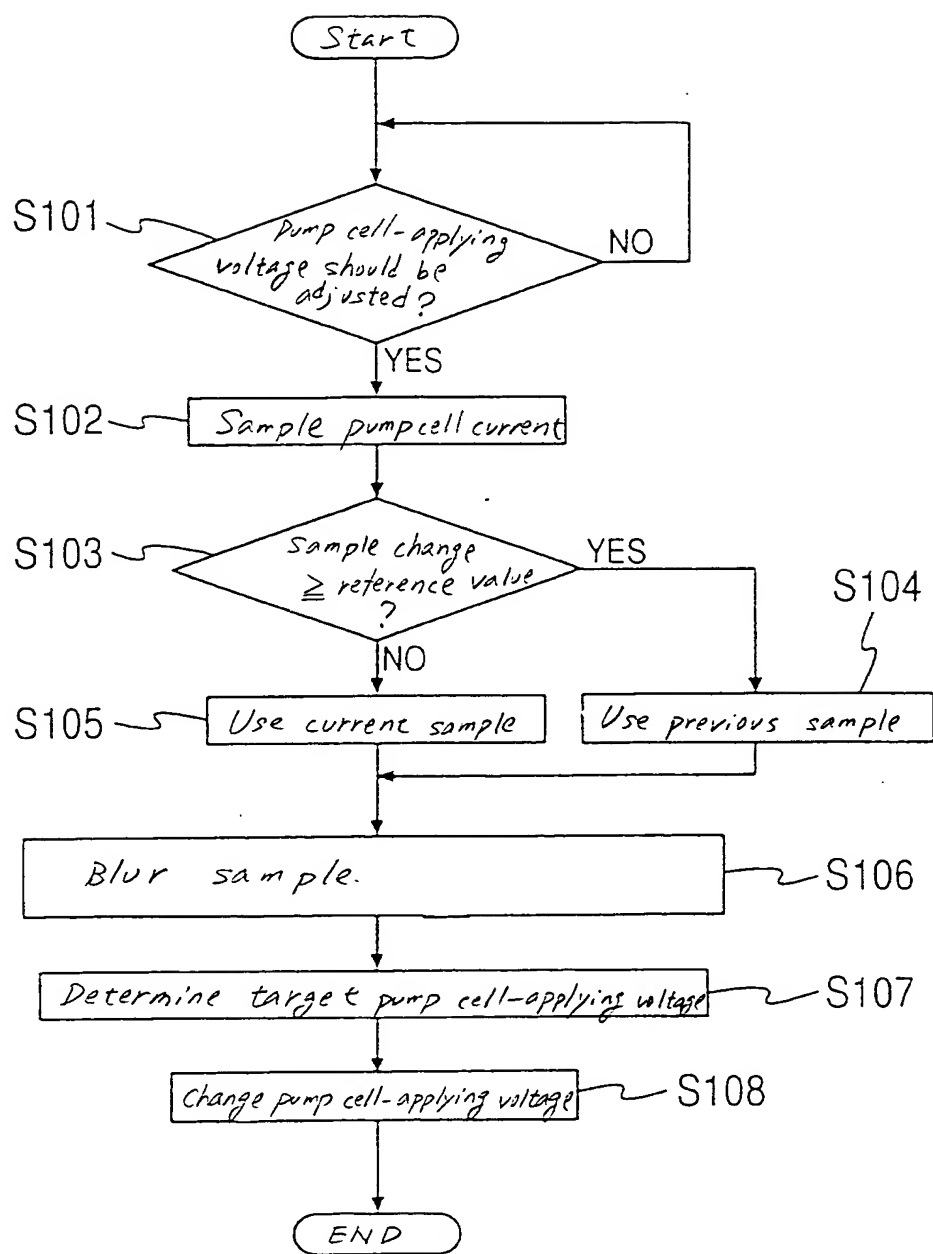 Start
S101
Pump cell-applying
voltage should be
adjusted?
NO
YES
S102
Sample pump cell current
S103
Sample change
≧ reference value
?
YES
NO
S104
S105
Use current sample
Use previous sample
Blur sample.
S106
Determine target pump cell-applying voltage
S107
Change pump cell-applying voltage
S108
END